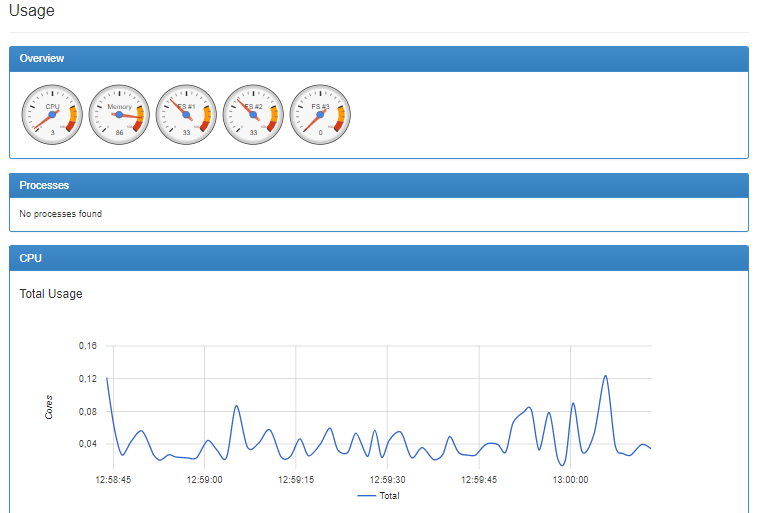 Usage
Overview
CPU Memory FS #1 FS #2 FS #3
3 86 33 33 0
Processes
No processes found
CPU
Total Usage
0,16
0,12
0,08
0,04
Cores
12:58:45 12:59:00 12:59:15 12:59:30 12:59:45 13:00:00
Total